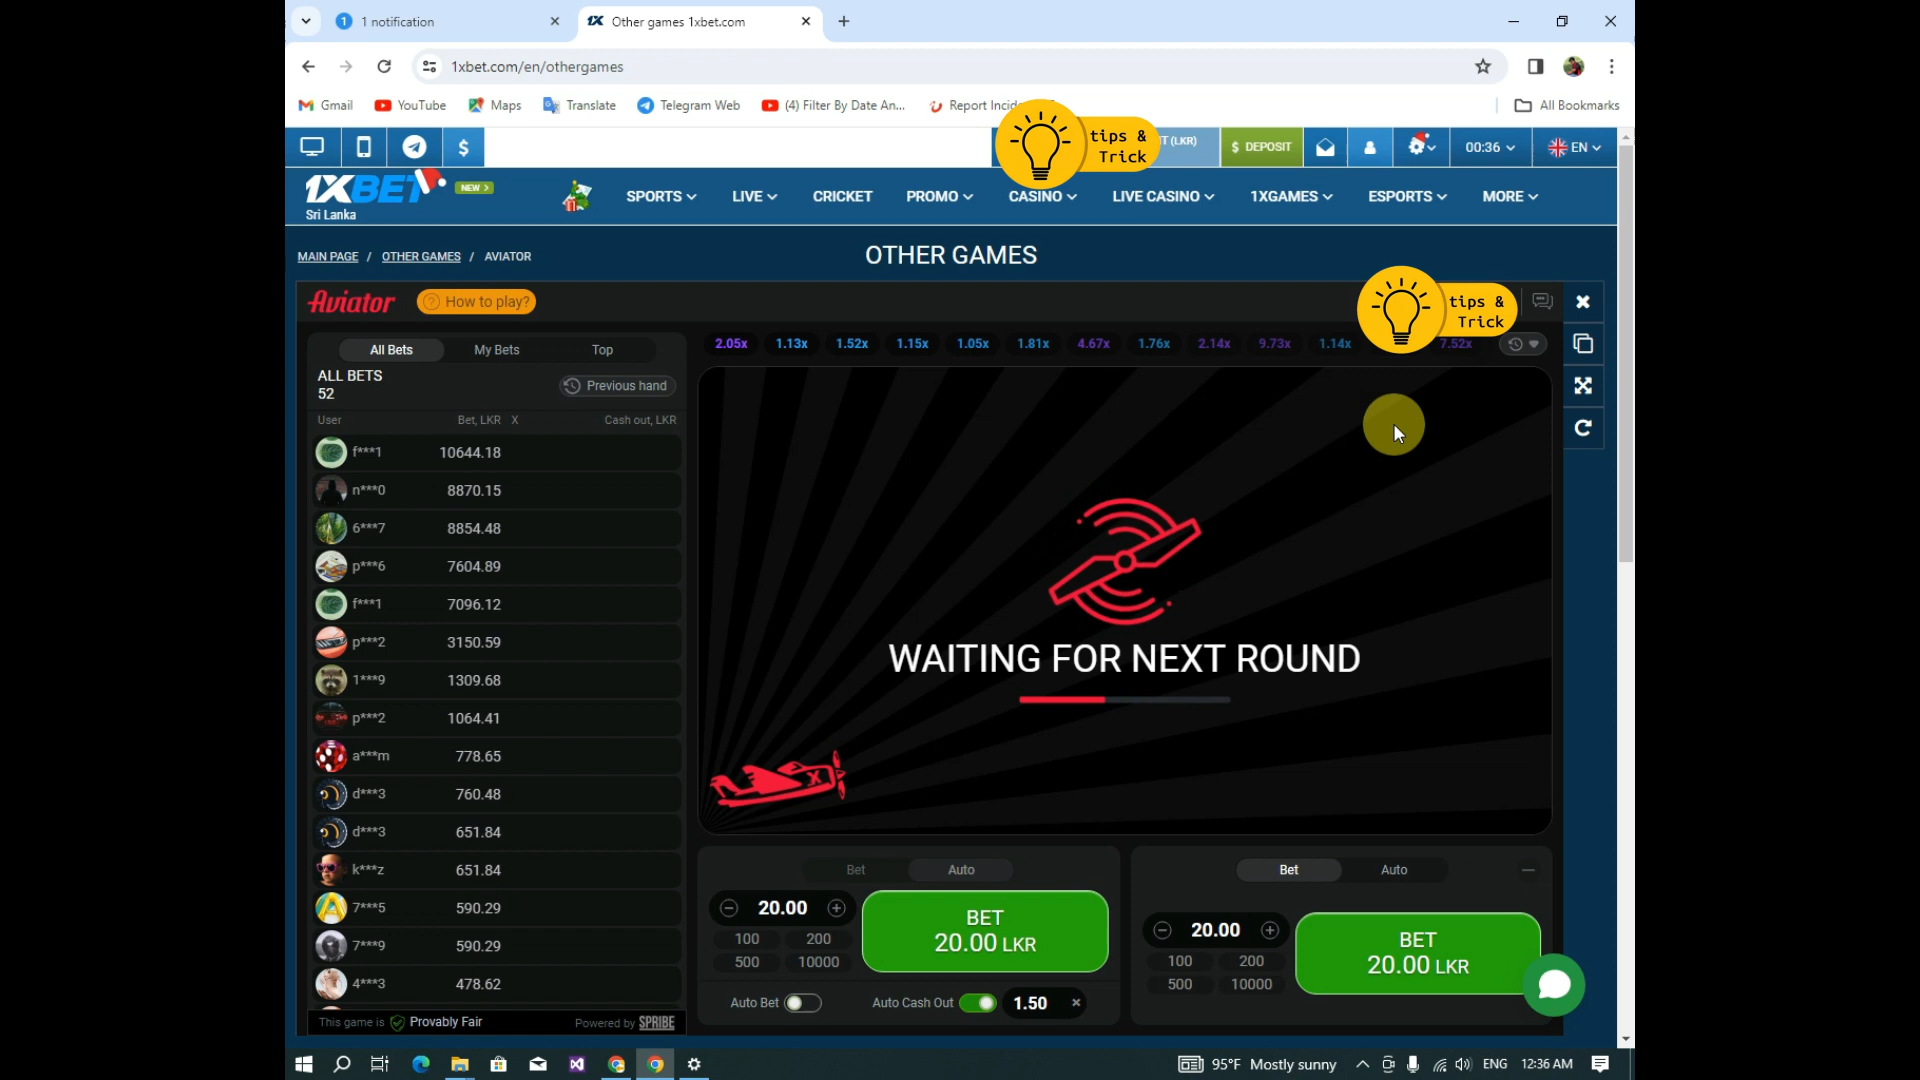 1 notification
Other games 1xbet.com
1xbet.com/en/othergames
Gmail
YouTube
Maps
Translate
Telegram Web
(4) Filter By Date An...
Report Incid
All Bookmarks
tips &
Trick
T (LKR)
$ DEPOSIT
00:36
EN
1XBET
Sri Lanka
NEW >
SPORTS
LIVE
CRICKET
PROMO
CASINO
LIVE CASINO
1XGAMES
ESPORTS
MORE
MAIN PAGE / OTHER GAMES / AVIATOR
OTHER GAMES
Aviator
? How to play?
tips &
Trick
All Bets
My Bets
Top
2.05x 1.13x 1.52x 1.15x 1.05x 1.81x 4.67x 1.76x 2.14x 9.73x 1.14x 7.52x
ALL BETS
52
Previous hand
User Bet, LKR X Cash out, LKR
f***1 10644.18
n***0 8870.15
6***7 8854.48
p***6 7604.89
f***1 7096.12
p***2 3150.59
1***9 1309.68
p***2 1064.41
a***m 778.65
d***3 760.48
d***3 651.84
k***z 651.84
7***5 590.29
7***9 590.29
4***3 478.62
This game is Provably Fair
Powered by SPRIBE
WAITING FOR NEXT ROUND
Bet Auto
20.00
100 200
500 10000
BET
20.00 LKR
Auto Bet
Auto Cash Out
1.50
Bet Auto
20.00
100 200
500 10000
BET
20.00 LKR
95°F Mostly sunny
ENG
12:36 AM